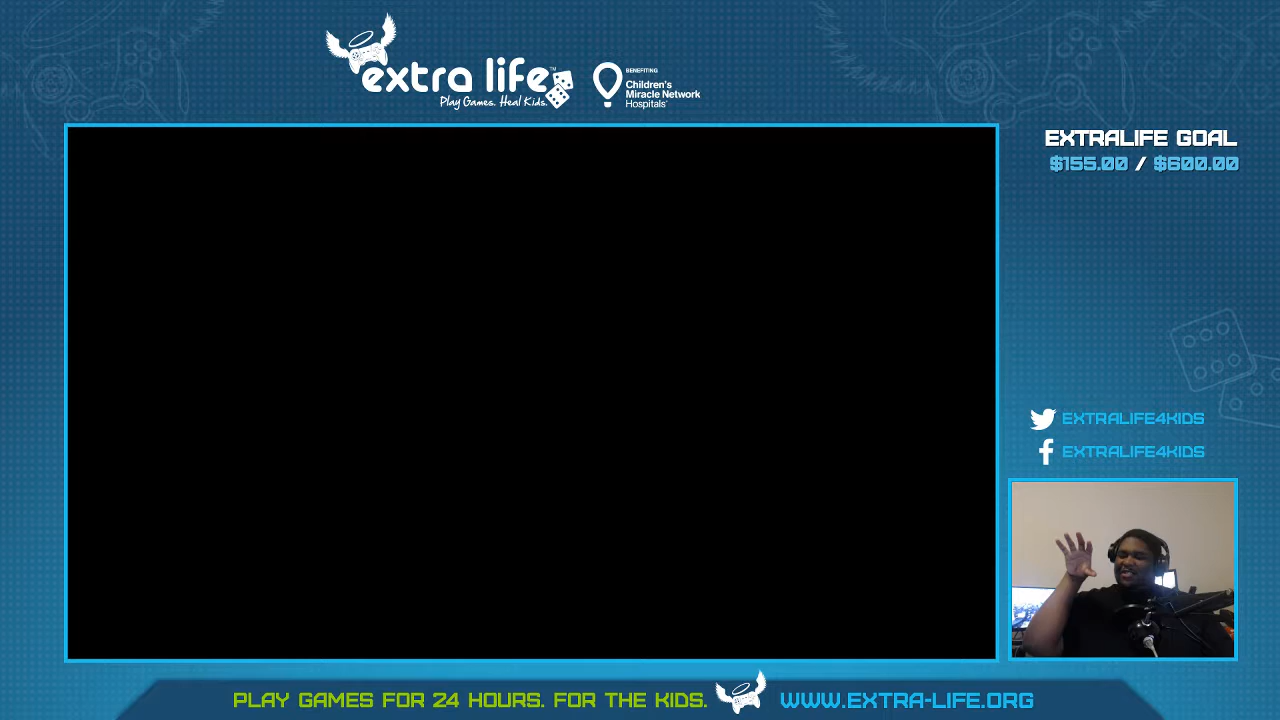 extra life™
Play Games. Heal Kids.
BENEFITING
Children's
Miracle Network
Hospitals
EXTRALIFE GOAL
$155.00 / $600.00
EXTRALIFE4KIDS
EXTRALIFE4KIDS
PLAY GAMES FOR 24 HOURS. FOR THE KIDS. WWW.EXTRA-LIFE.ORG